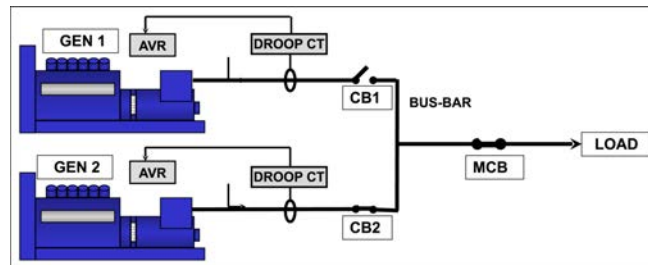 GEN 1
AVR
DROOP CT
CB1
BUS-BAR
MCB
LOAD
GEN 2
AVR
DROOP CT
CB2